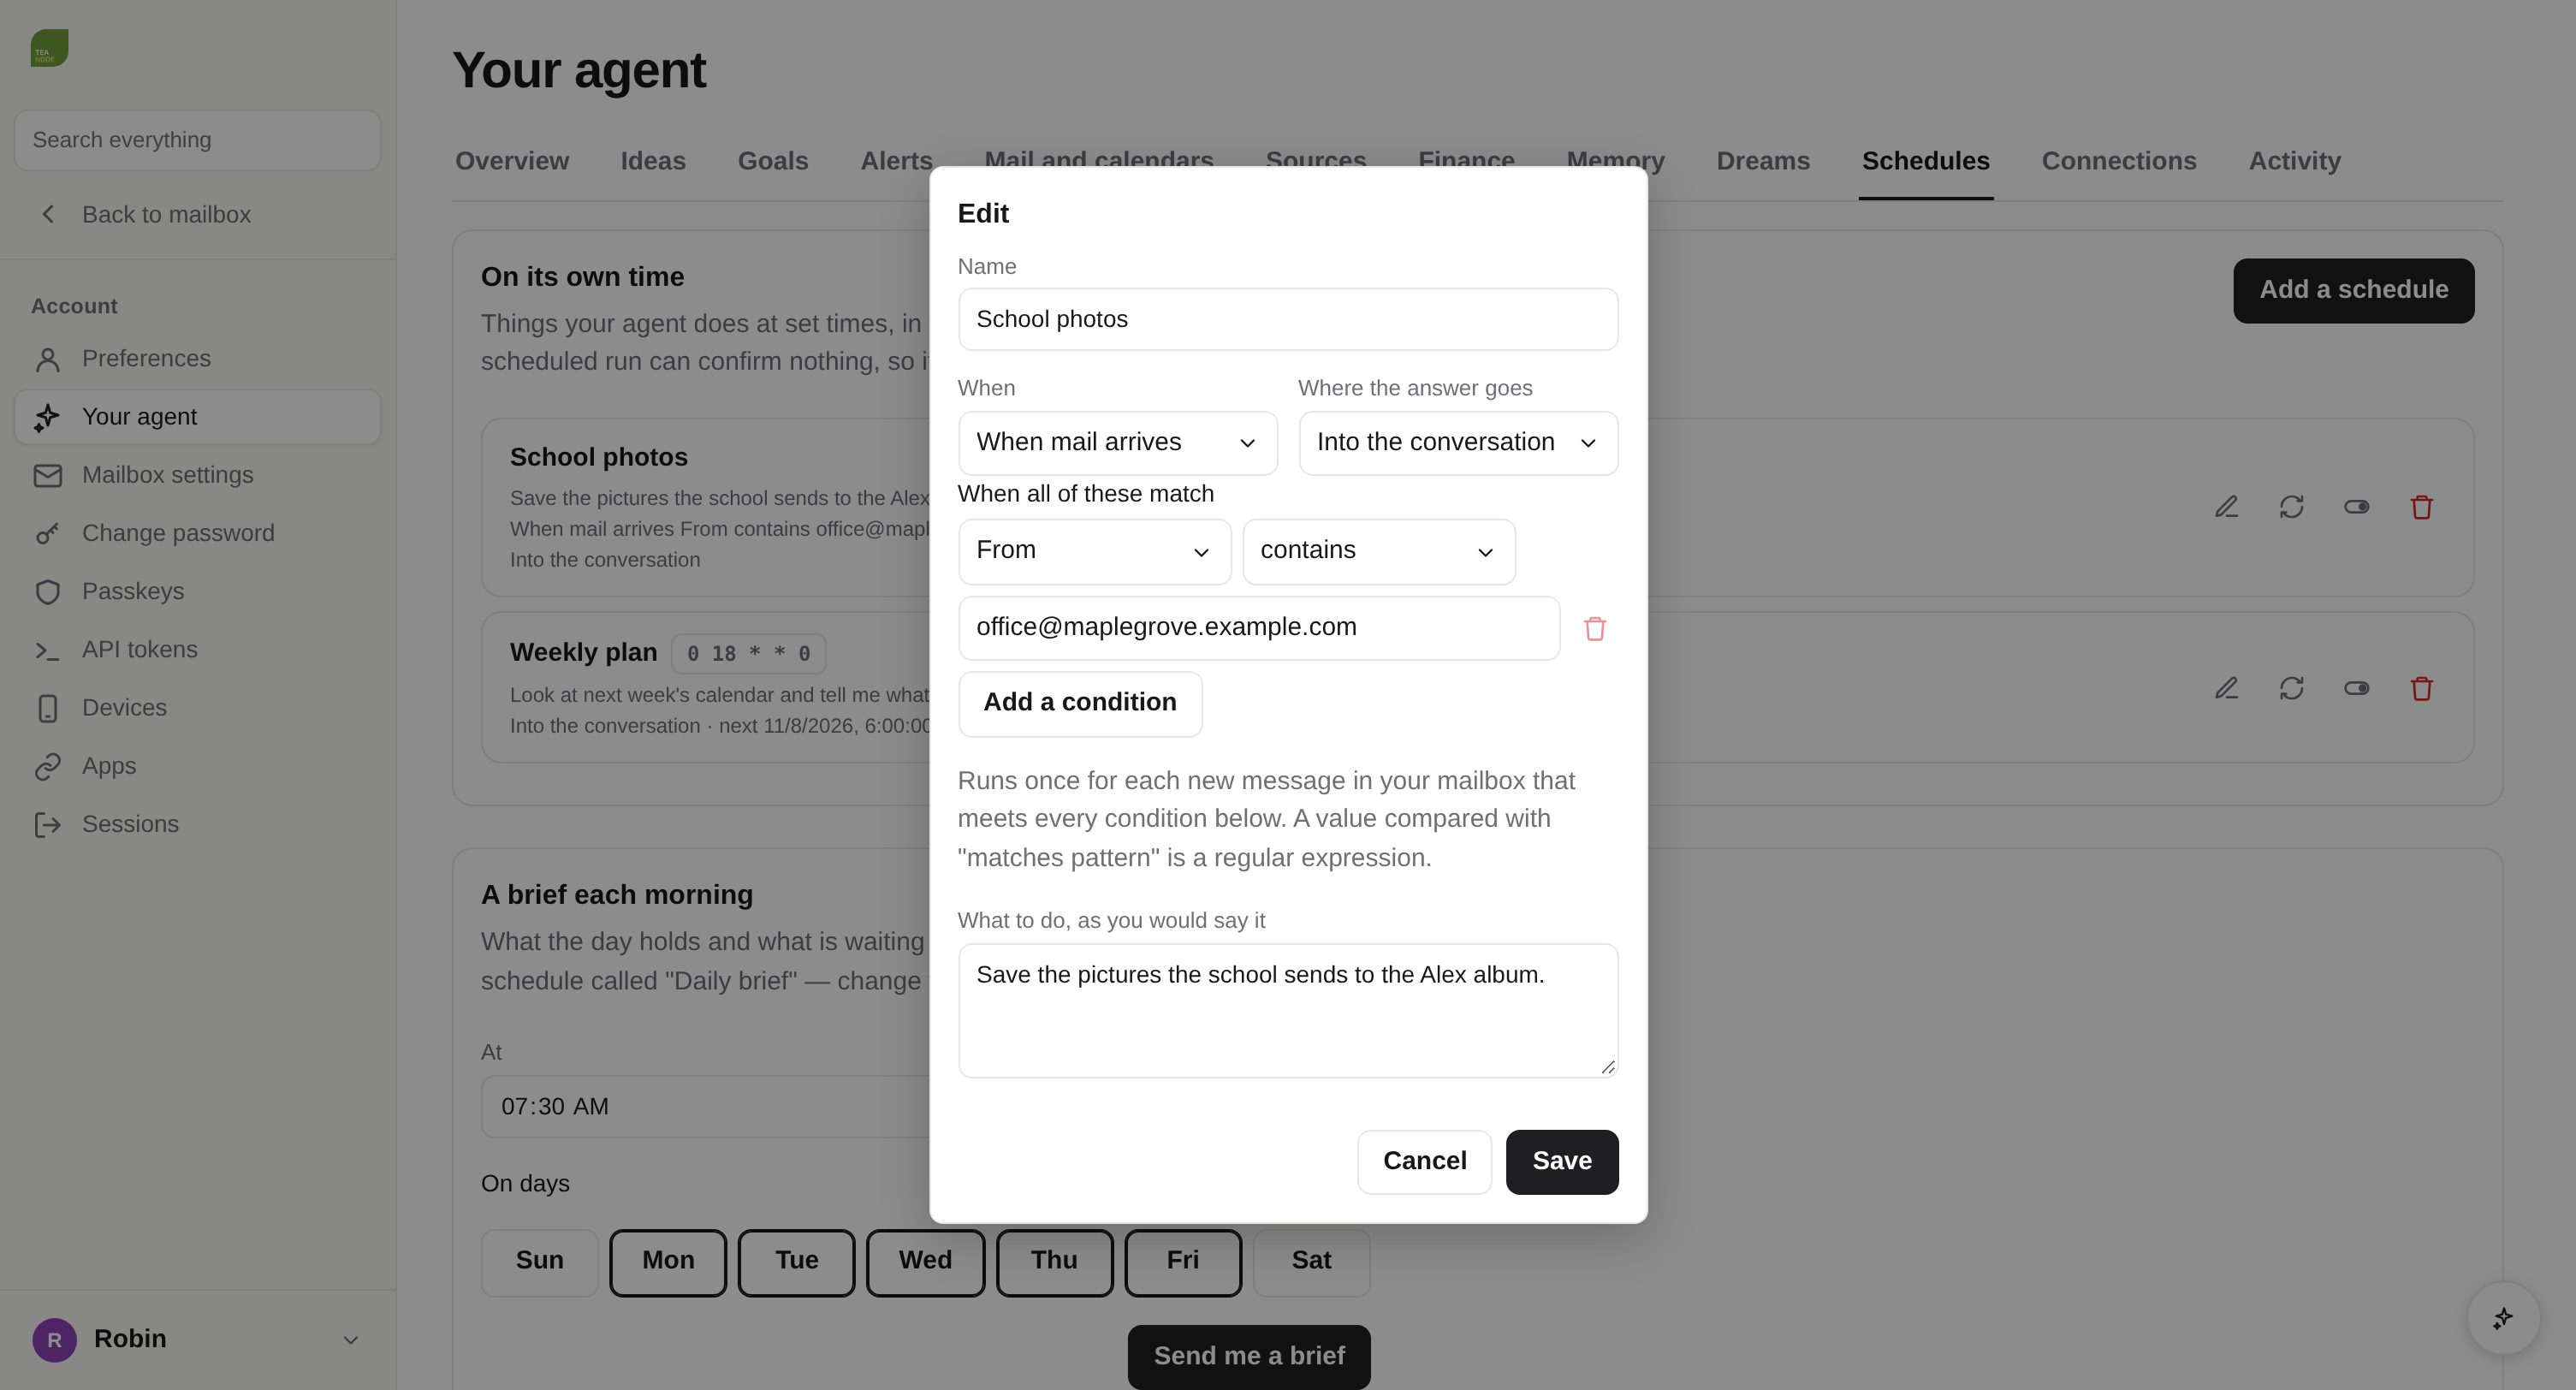 TEA
NODE
Search everything
Back to mailbox
Account
Preferences
Your agent
Mailbox settings
Change password
Passkeys
API tokens
Devices
Apps
Sessions
R Robin
Your agent
Overview Ideas Goals Alerts Mail and calendars Sources Finance Memory Dreams Schedules Connections Activity
On its own time
Things your agent does at set times, in
scheduled run can confirm nothing, so
Add a schedule
School photos
Save the pictures the school sends to the Alex
When mail arrives From contains office@mapl
Into the conversation
Weekly plan 0 18 * * 0
Look at next week's calendar and tell me what
Into the conversation · next 11/8/2026, 6:00:00
A brief each morning
What the day holds and what is waiting
schedule called "Daily brief" — change
At
07:30 AM
On days
Sun Mon Tue Wed Thu Fri Sat
Send me a brief
Edit
Name
School photos
When Where the answer goes
When mail arrives Into the conversation
When all of these match
From contains
office@maplegrove.example.com
Add a condition
Runs once for each new message in your mailbox that
meets every condition below. A value compared with
"matches pattern" is a regular expression.
What to do, as you would say it
Save the pictures the school sends to the Alex album.
Cancel Save